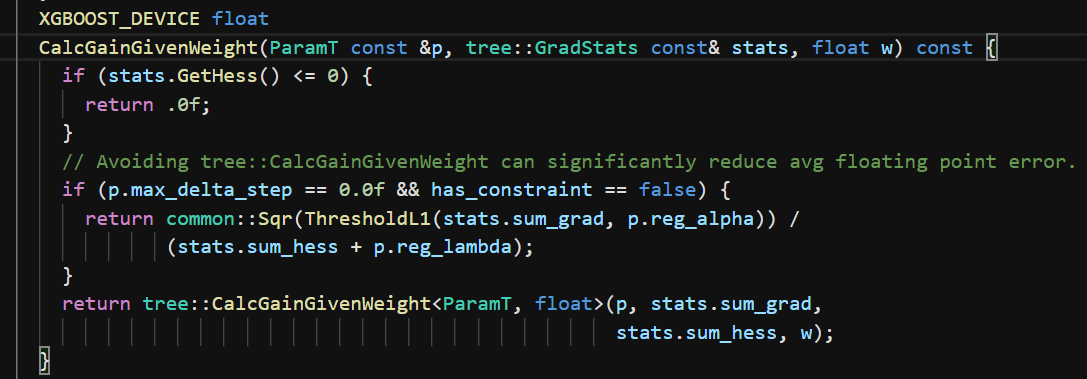 XGBOOST_DEVICE float
CalcGainGivenWeight(ParamT const &p, tree::GradStats const& stats, float w) const {
if (stats.GetHess() <= 0) {
return .0f;
}
// Avoiding tree::CalcGainGivenWeight can significantly reduce avg floating point error.
if (p.max_delta_step == 0.0f && has_constraint == false) {
return common::Sqr(ThresholdL1(stats.sum_grad, p.reg_alpha)) /
(stats.sum_hess + p.reg_lambda);
}
return tree::CalcGainGivenWeight<ParamT, float>(p, stats.sum_grad,
stats.sum_hess, w);
}